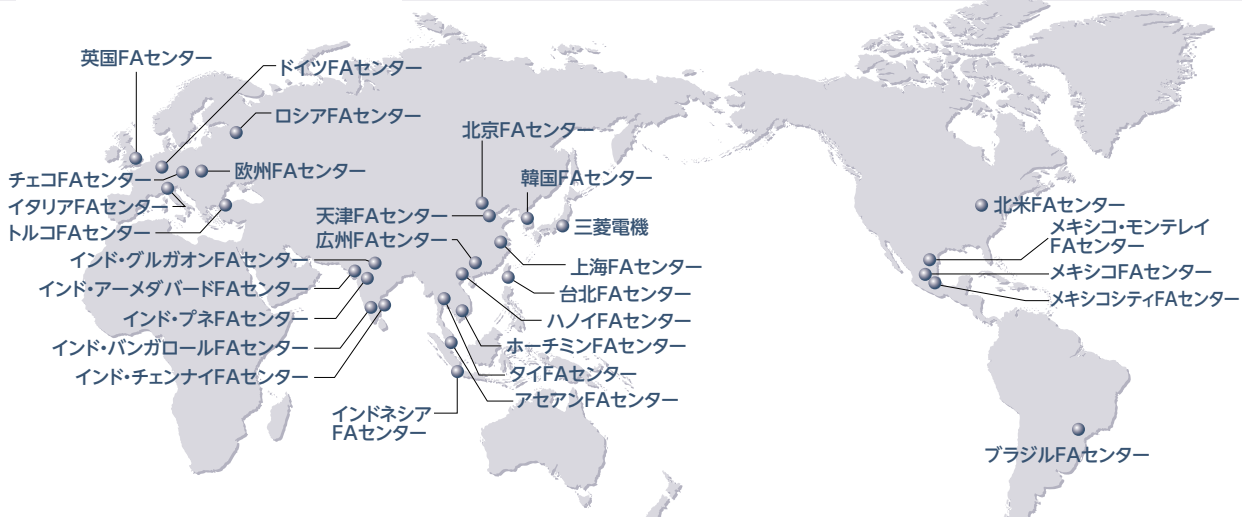 英国FAセンター
ドイツFAセンター
ロシアFAセンター
チェコFAセンター
欧州FAセンター
イタリアFAセンター
トルコFAセンター
北京FAセンター
韓国FAセンター
天津FAセンター
三菱電機
広州FAセンター
インド・グルガオンFAセンター
上海FAセンター
インド・アーメダバードFAセンター
台北FAセンター
インド・プネFAセンター
ハノイFAセンター
インド・バンガロールFAセンター
ホーチミンFAセンター
インド・チェンナイFAセンター
タイFAセンター
アセアンFAセンター
インドネシア
FAセンター
北米FAセンター
メキシコ・モンテレイ
FAセンター
メキシコFAセンター
メキシコシティFAセンター
ブラジルFAセンター